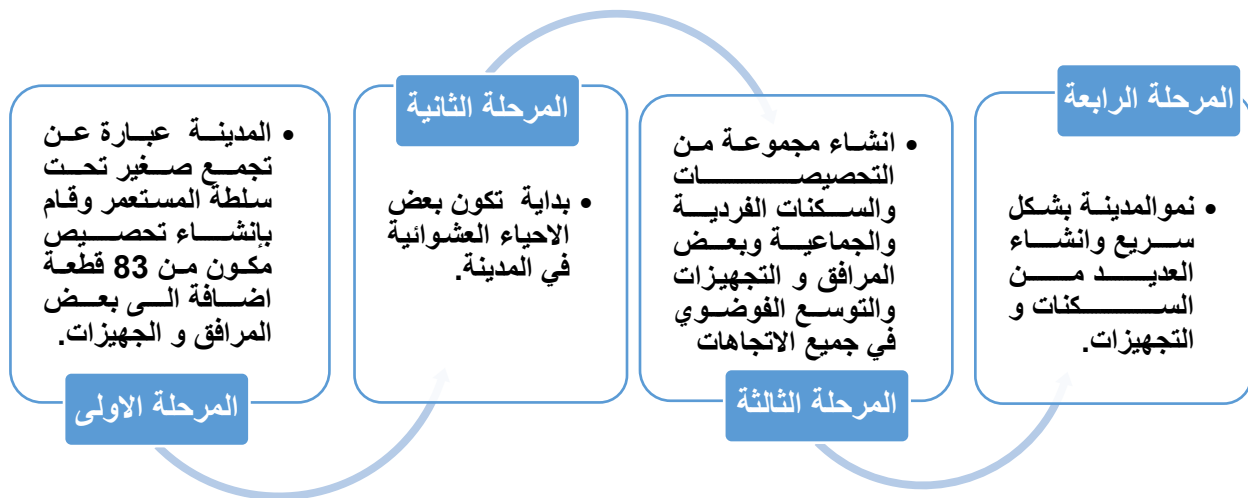 المرحلة الاولى
• المدينة عبارة عن
تجمع صغير تحت
سلطة المستعمر وقام
بإنشاء تحصيص
مكون من 83 قطعة
اضافة الى بعض
المرافق و الجهيزات.
المرحلة الثانية
• بداية تكون بعض
الاحياء العشوائية
في المدينة.
المرحلة الثالثة
• انشاء مجموعة من
التحصيصات
والسكنات الفردية
والجماعية وبعض
المرافق و التجهيزات
والتوسع الفوضوي
في جميع الاتجاهات
المرحلة الرابعة
• نموالمدينة بشكل
سريع وانشاء
العديد من
السكنات و
التجهيزات.